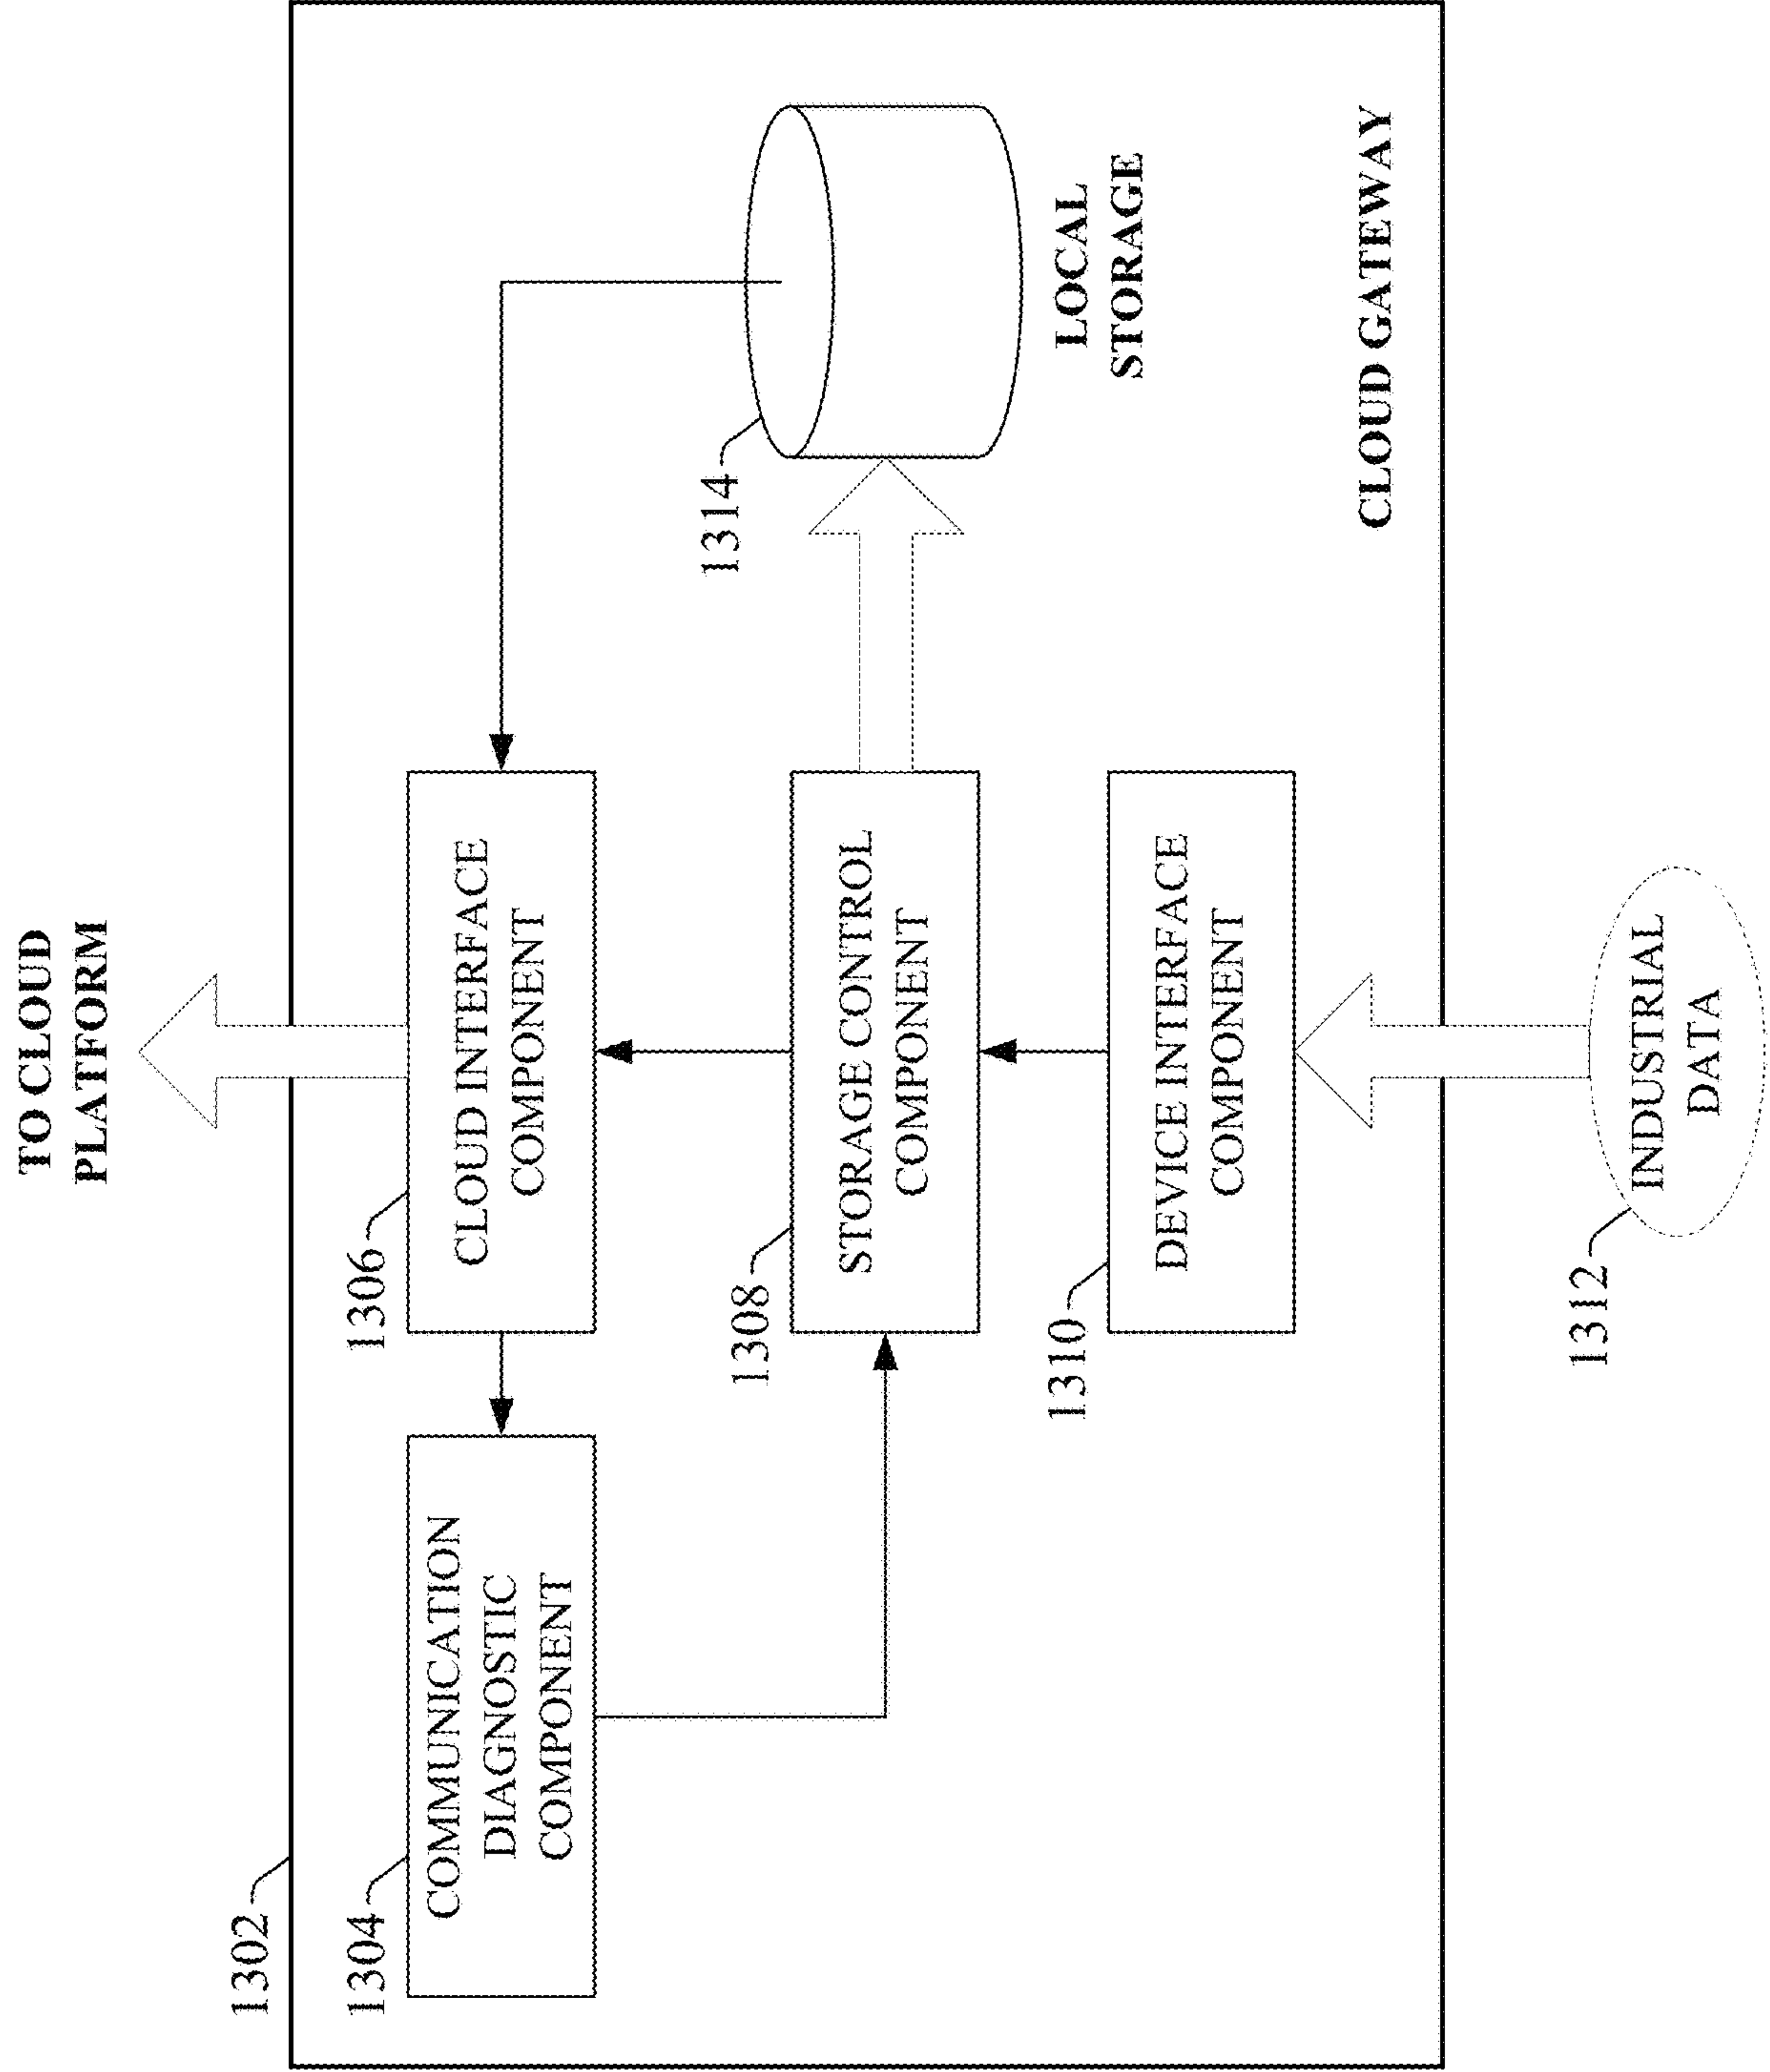 TO CLOUD
PLATFORM
1302
1304
COMMUNICATION
DIAGNOSTIC
COMPONENT
1306
CLOUD INTERFACE
COMPONENT
1308
STORAGE CONTROL
COMPONENT
1314
LOCAL
STORAGE
1310
DEVICE INTERFACE
COMPONENT
CLOUD GATEWAY
1312
INDUSTRIAL
DATA